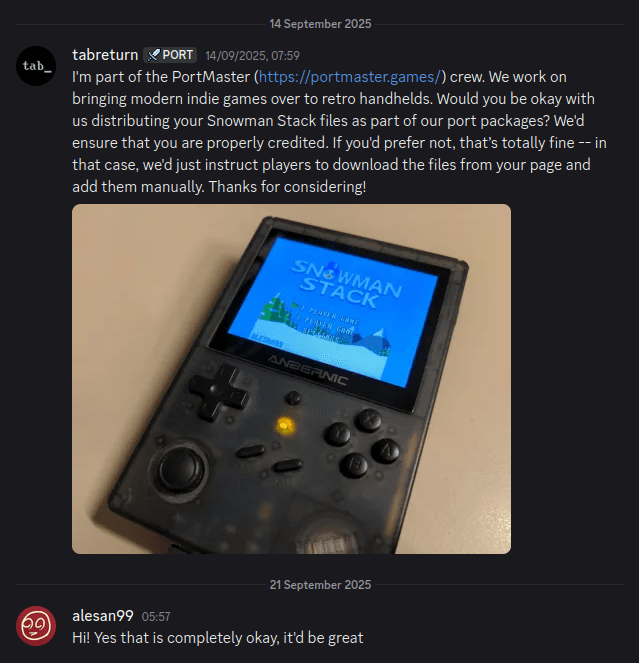 14 September 2025
tab_
tabreturn PORT 14/09/2025, 07:59
I'm part of the PortMaster (https://portmaster.games/) crew. We work on
bringing modern indie games over to retro handhelds. Would you be okay with
us distributing your Snowman Stack files as part of our port packages? We'd
ensure that you are properly credited. If you'd prefer not, that's totally fine -- in
that case, we'd just instruct players to download the files from your page and
add them manually. Thanks for considering!
SNOWMAN
STACK
1 PLAYER GAME
PLAYER GAME
ANBERNIC
X
Y
A
B
21 September 2025
alesan99 05:57
Hi! Yes that is completely okay, it'd be great